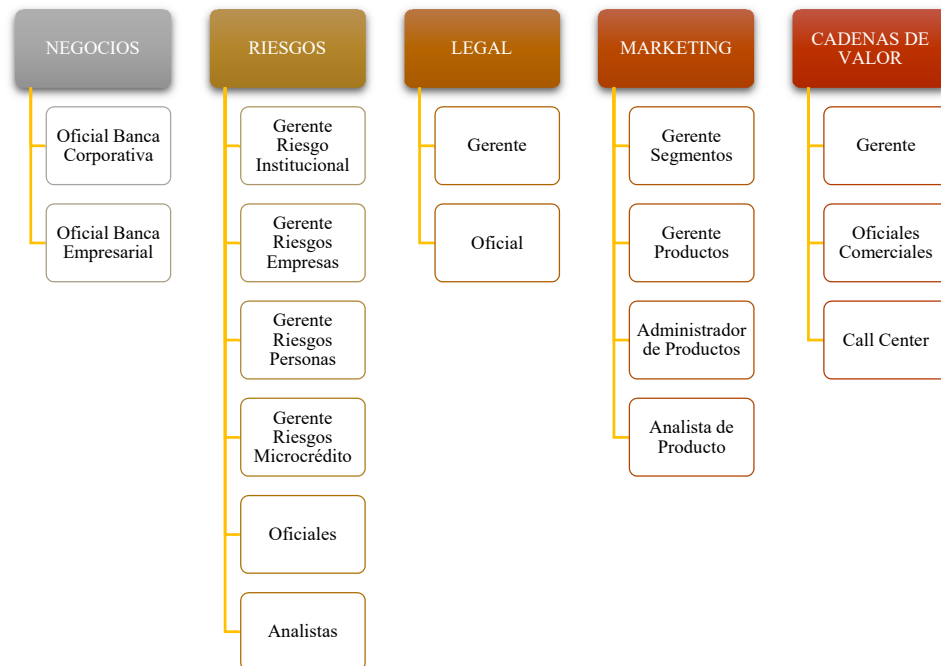 NEGOCIOS
Oficial Banca
Corporativa
Oficial Banca
Empresarial
RIESGOS
Gerente
Riesgo
Institucional
Gerente
Riesgos
Empresas
Gerente
Riesgos
Personas
Gerente
Riesgos
Microcrédito
Oficiales
Analistas
LEGAL
Gerente
Oficial
MARKETING
Gerente
Segmentos
Gerente
Productos
Administrador
de Productos
Analista de
Producto
CADENAS DE
VALOR
Gerente
Oficiales
Comerciales
Call Center